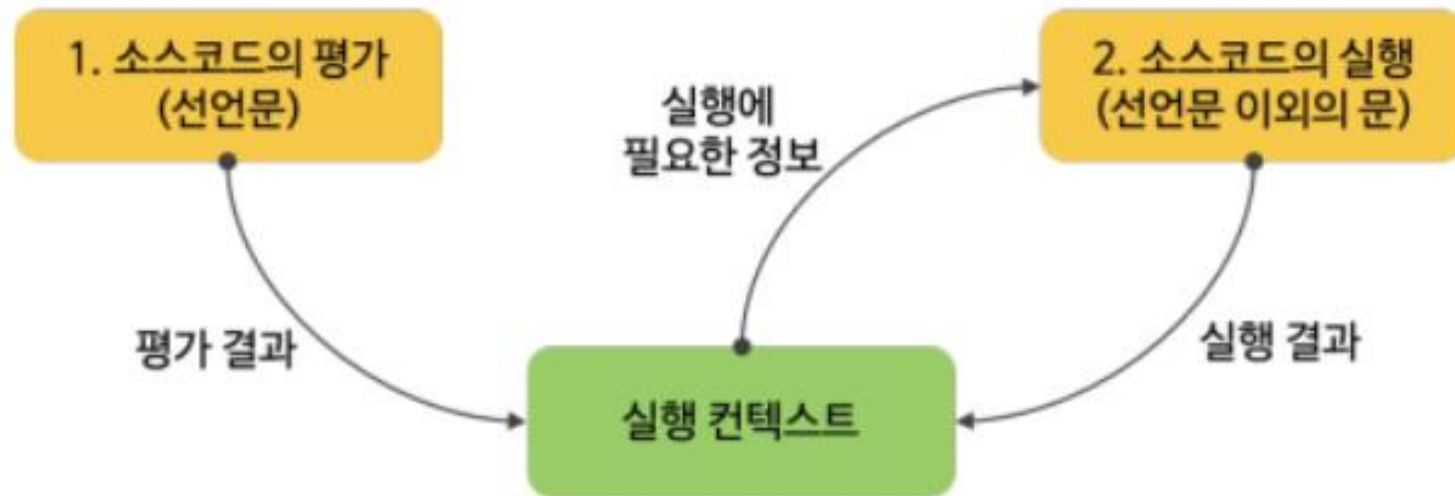 1. 소스코드의 평가
(선언문)
실행에
필요한 정보
2. 소스코드의 실행
(선언문 이외의 문)
평가 결과
실행 결과
실행 컨텍스트